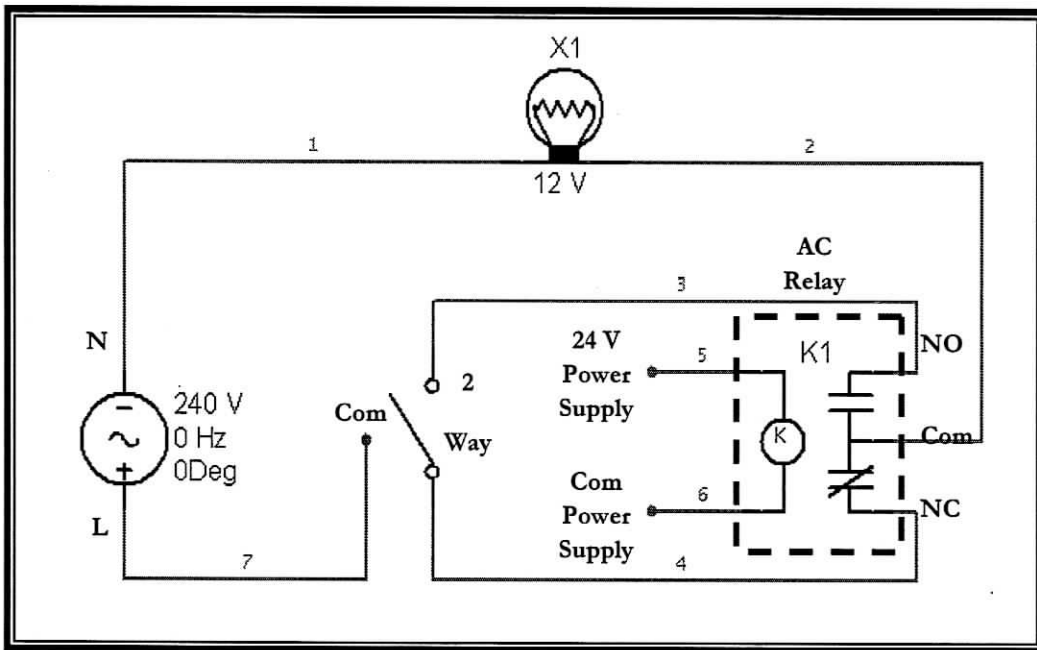 X1
1
2
12 V
AC
Relay
3
N
24 V
Power
Supply
5
K1
NO
240 V
0 Hz
0Deg
Com
2
Way
K
Com
L
Com
Power
Supply
6
NC
7
4